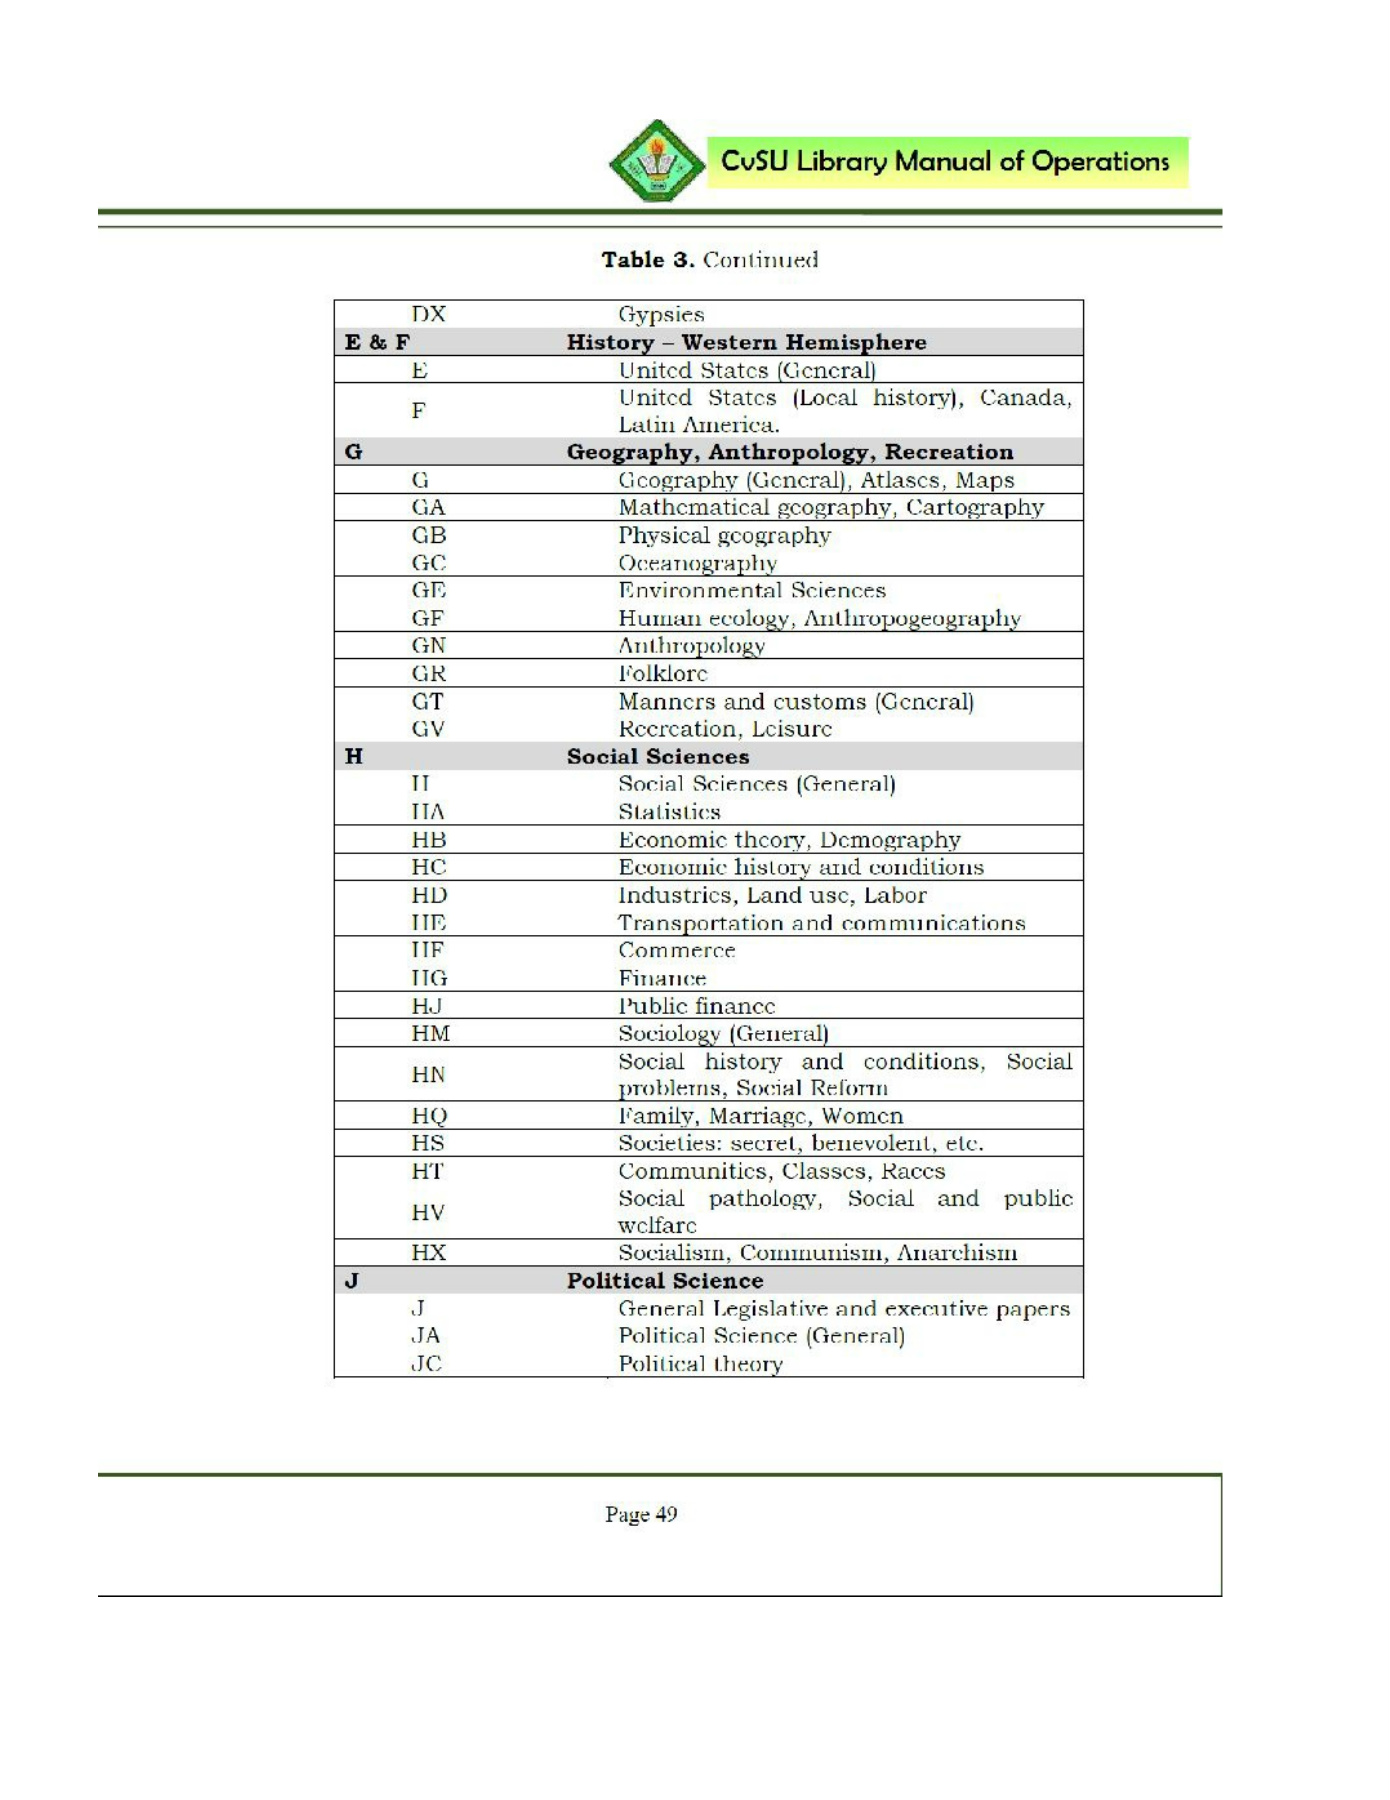 CvSU Library Manual of Operations
Table 3. Continued
DX Gypsies
E & F History – Western Hemisphere
E United States (General)
F United States (Local history), Canada,
Latin America.
G Geography, Anthropology, Recreation
G Geography (General), Atlases, Maps
GA Mathematical geography, Cartography
GB Physical geography
GC Oceanography
GE Environmental Sciences
GF Human ecology, Anthropogeography
GN Anthropology
GR Folklore
GT Manners and customs (General)
GV Recreation, Leisure
H Social Sciences
H Social Sciences (General)
HA Statistics
HB Economic theory, Demography
HC Economic history and conditions
HD Industries, Land use, Labor
HE Transportation and communications
HF Commerce
HG Finance
HJ Public finance
HM Sociology (General)
HN Social history and conditions, Social
problems, Social Reform
HQ Family, Marriage, Women
HS Societies: secret, benevolent, etc.
HT Communities, Classes, Races
HV Social pathology, Social and public
welfare
HX Socialism, Communism, Anarchism
J Political Science
J General Legislative and executive papers
JA Political Science (General)
JC Political theory
Page 49